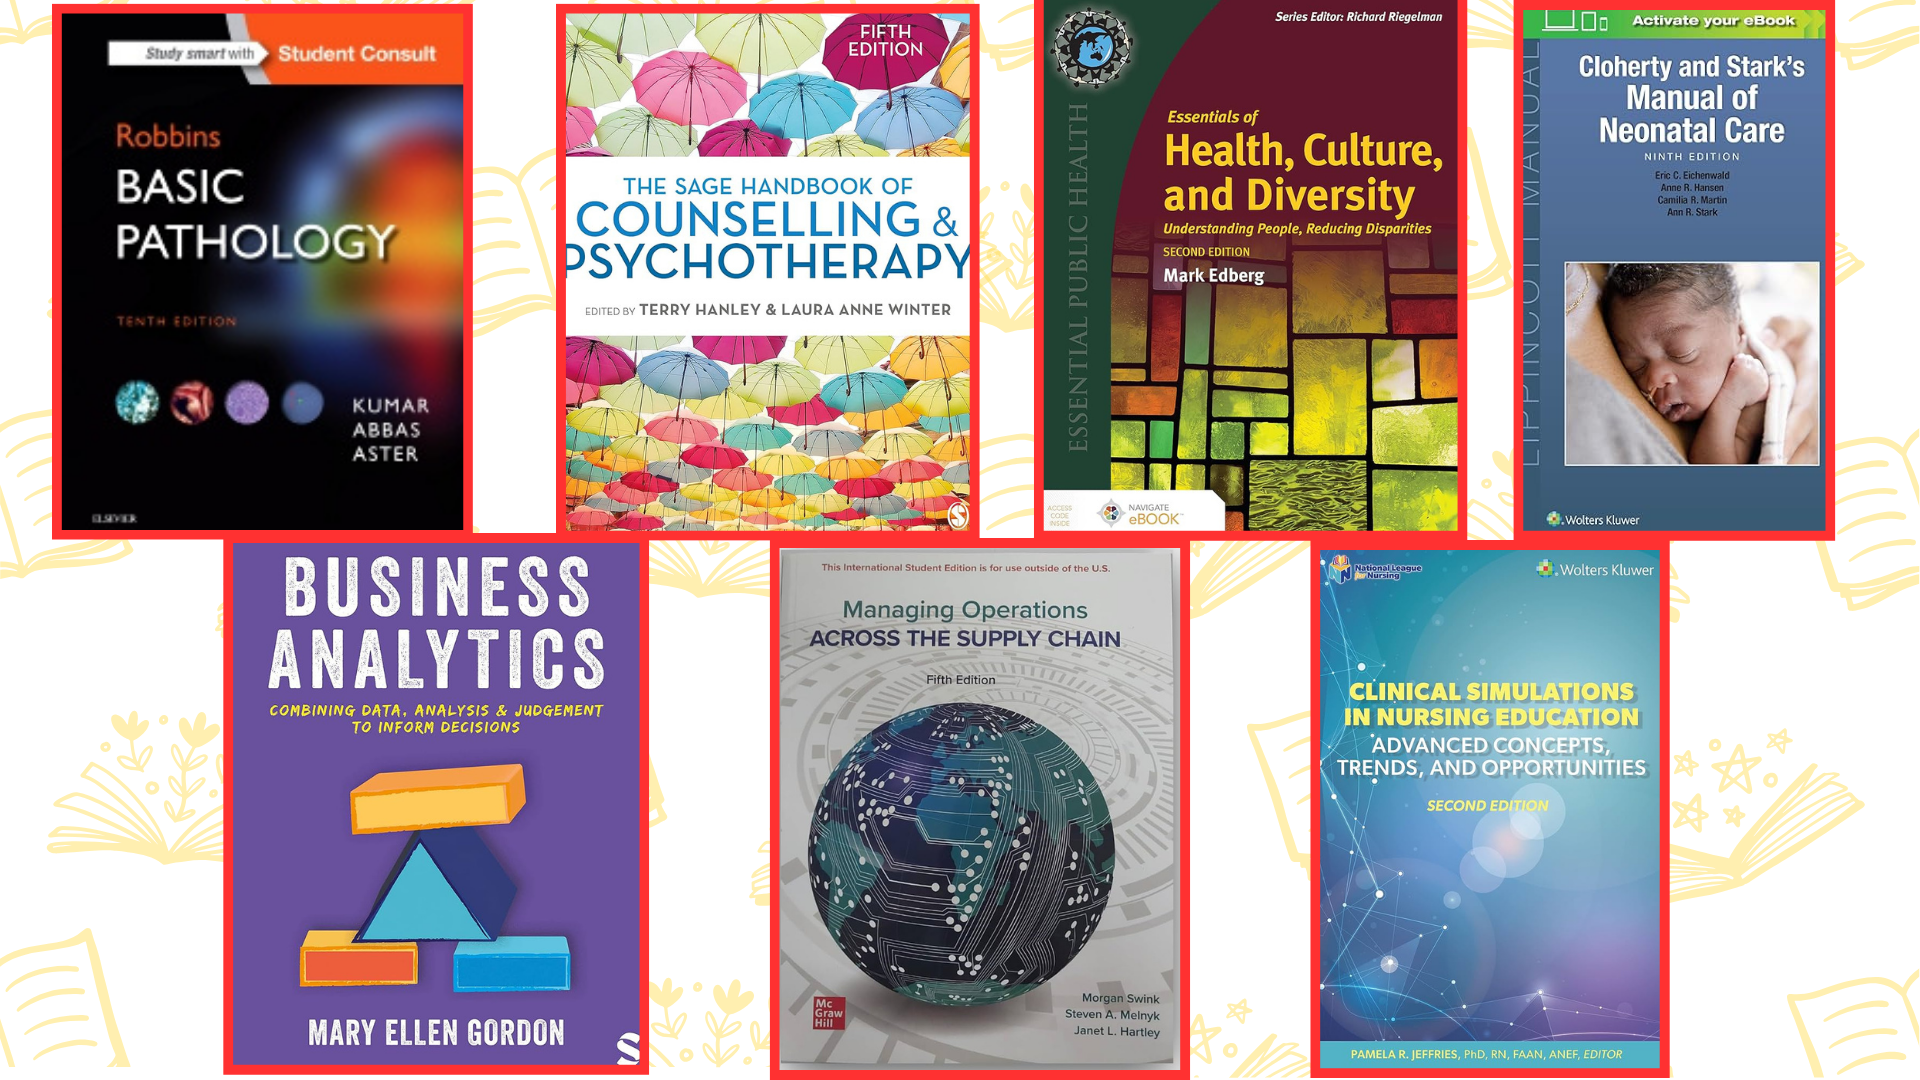 Study smart with Student Consult
Robbins
BASIC
PATHOLOGY
TENTH EDITION
KUMAR
ABBAS
ASTER
ELSEVIER
FIFTH
EDITION
THE SAGE HANDBOOK OF
COUNSELLING &
PSYCHOTHERAPY
EDITED BY TERRY HANLEY & LAURA ANNE WINTER
Series Editor: Richard Riegelman
ESSENTIAL PUBLIC HEALTH
Essentials of
Health, Culture,
and Diversity
Understanding People, Reducing Disparities
SECOND EDITION
Mark Edberg
ACCESS
CODE
INSIDE
NAVIGATE
eBOOK
Activate your eBook
LIPPINCOTT MANUAL
Cloherty and Stark's
Manual of
Neonatal Care
NINTH EDITION
Eric C. Eichenwald
Anne R. Hansen
Camilia R. Martin
Ann R. Stark
Wolters Kluwer
BUSINESS
ANALYTICS
COMBINING DATA, ANALYSIS & JUDGEMENT
TO INFORM DECISIONS
MARY ELLEN GORDON
This International Student Edition is for use outside of the U.S.
Managing Operations
ACROSS THE SUPPLY CHAIN
Fifth Edition
Mc
Graw
Hill
Morgan Swink
Steven A. Melnyk
Janet L. Hartley
National League
for Nursing
Wolters Kluwer
CLINICAL SIMULATIONS
IN NURSING EDUCATION
ADVANCED CONCEPTS,
TRENDS, AND OPPORTUNITIES
SECOND EDITION
PAMELA R. JEFFRIES, PhD, RN, FAAN, ANEF, EDITOR